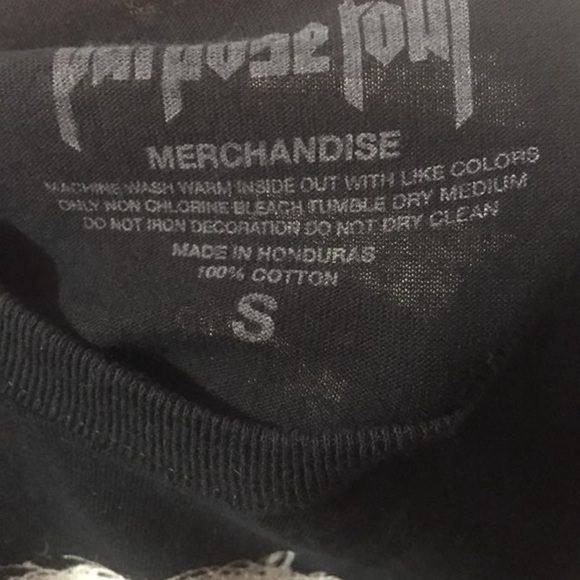 purpose tour
MERCHANDISE
MACHINE WASH WARM INSIDE OUT WITH LIKE COLORS
ONLY NON CHLORINE BLEACH TUMBLE DRY MEDIUM
DO NOT IRON DECORATION DO NOT DRY CLEAN
MADE IN HONDURAS
100% COTTON
S